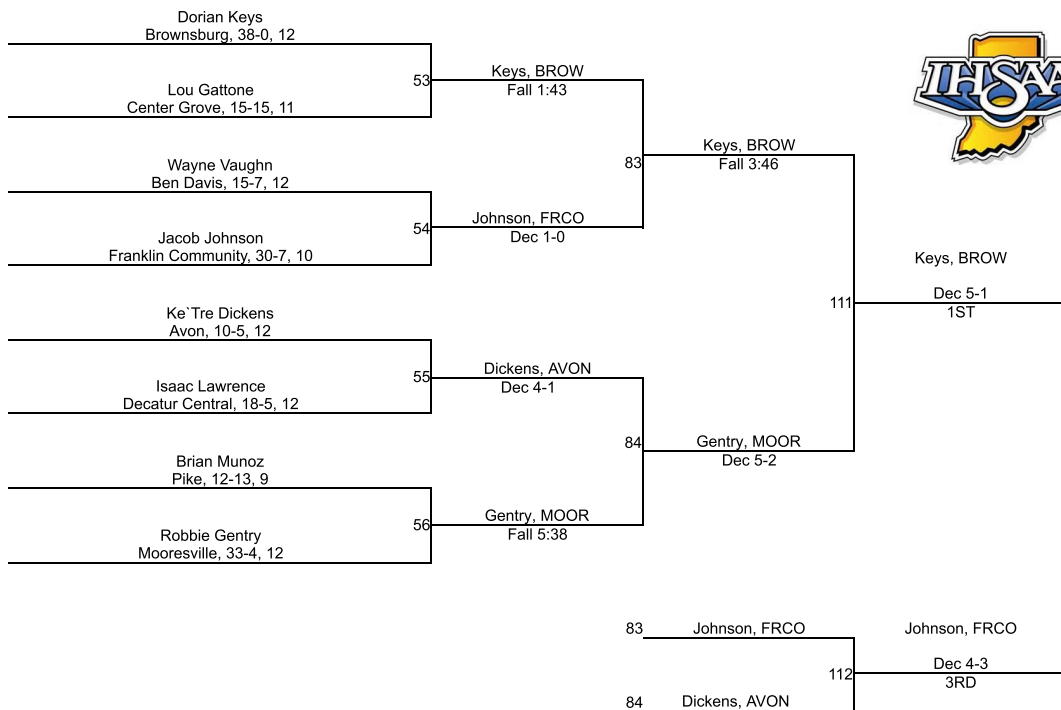 Dorian Keys
Brownsburg, 38-0, 12
Lou Gattone
Center Grove, 15-15, 11
53
Keys, BROW
Fall 1:43
Wayne Vaughn
Ben Davis, 15-7, 12
Jacob Johnson
Franklin Community, 30-7, 10
54
Johnson, FRCO
Dec 1-0
83
Keys, BROW
Fall 3:46
Ke`Tre Dickens
Avon, 10-5, 12
Isaac Lawrence
Decatur Central, 18-5, 12
55
Dickens, AVON
Dec 4-1
Brian Munoz
Pike, 12-13, 9
Robbie Gentry
Mooresville, 33-4, 12
56
Gentry, MOOR
Fall 5:38
84
Gentry, MOOR
Dec 5-2
111
Keys, BROW
Dec 5-1
1ST
IHSAA
83
Johnson, FRCO
84
Dickens, AVON
112
Johnson, FRCO
Dec 4-3
3RD